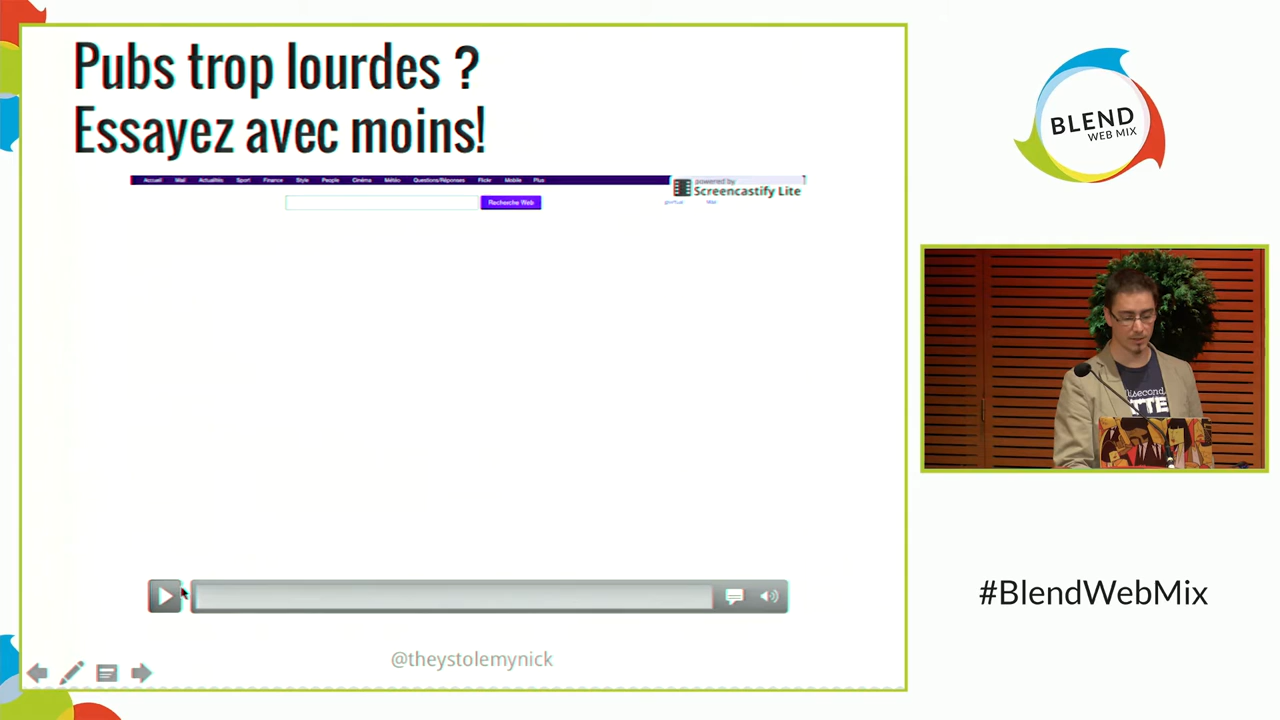 Pubs trop lourdes ?
Essayez avec moins!
Accueil Mail Actualités Sport Finance Style People Cinéma Météo Questions/Réponses Flickr Mobile Plus
powered by
Screencastify Lite
Recherche Web
Mail
@theystolemynick
BLEND
WEB MIX
#BlendWebMix